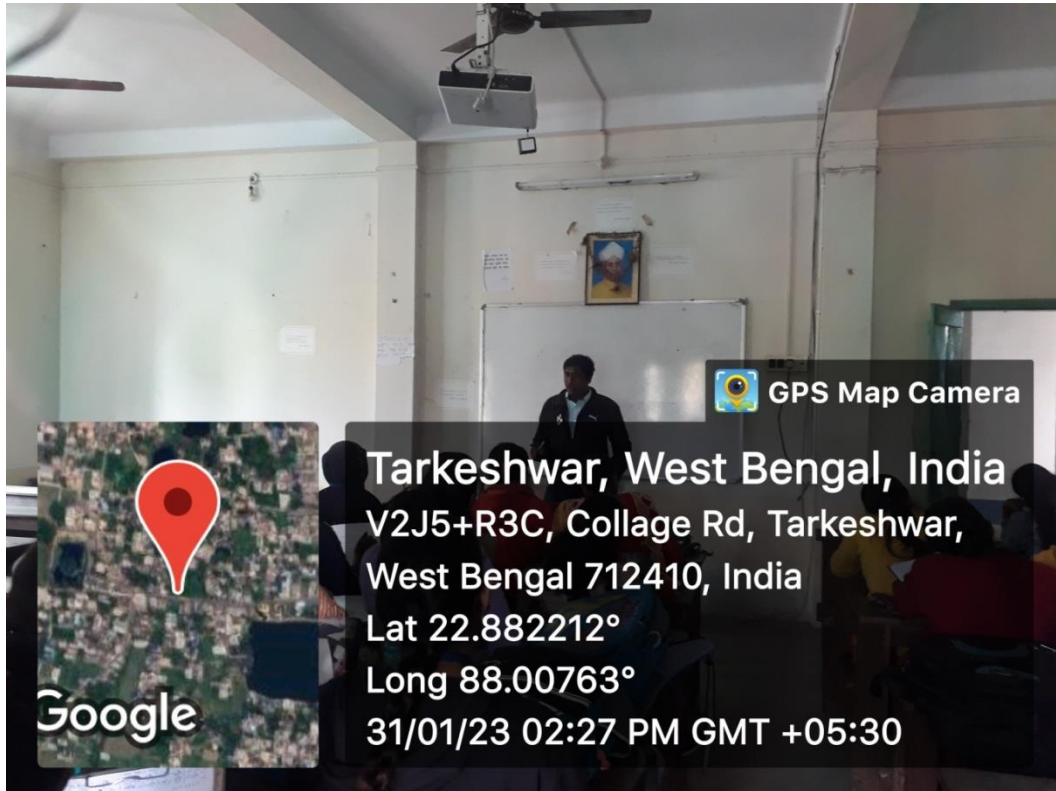 GPS Map Camera
Tarkeshwar, West Bengal, India
V2J5+R3C, Collage Rd, Tarkeshwar,
West Bengal 712410, India
Lat 22.882212°
Long 88.00763°
31/01/23 02:27 PM GMT +05:30
Google